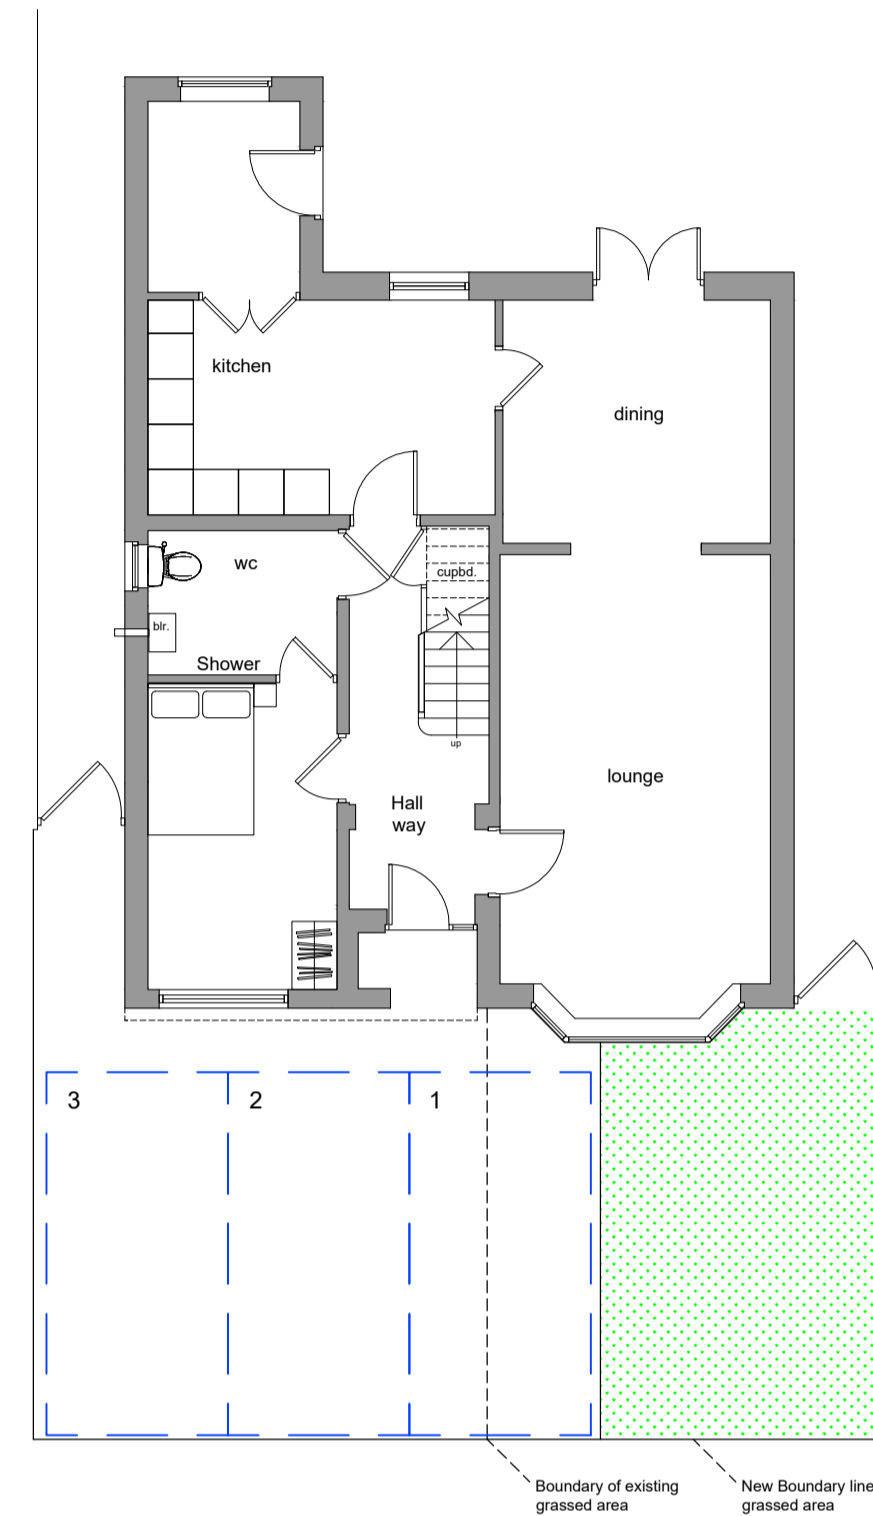 kitchen
dining
wc
cupbd.
blr.
Shower
up
lounge
Hall
way
3
2
1
Boundary of existing
grassed area
New Boundary line
grassed area